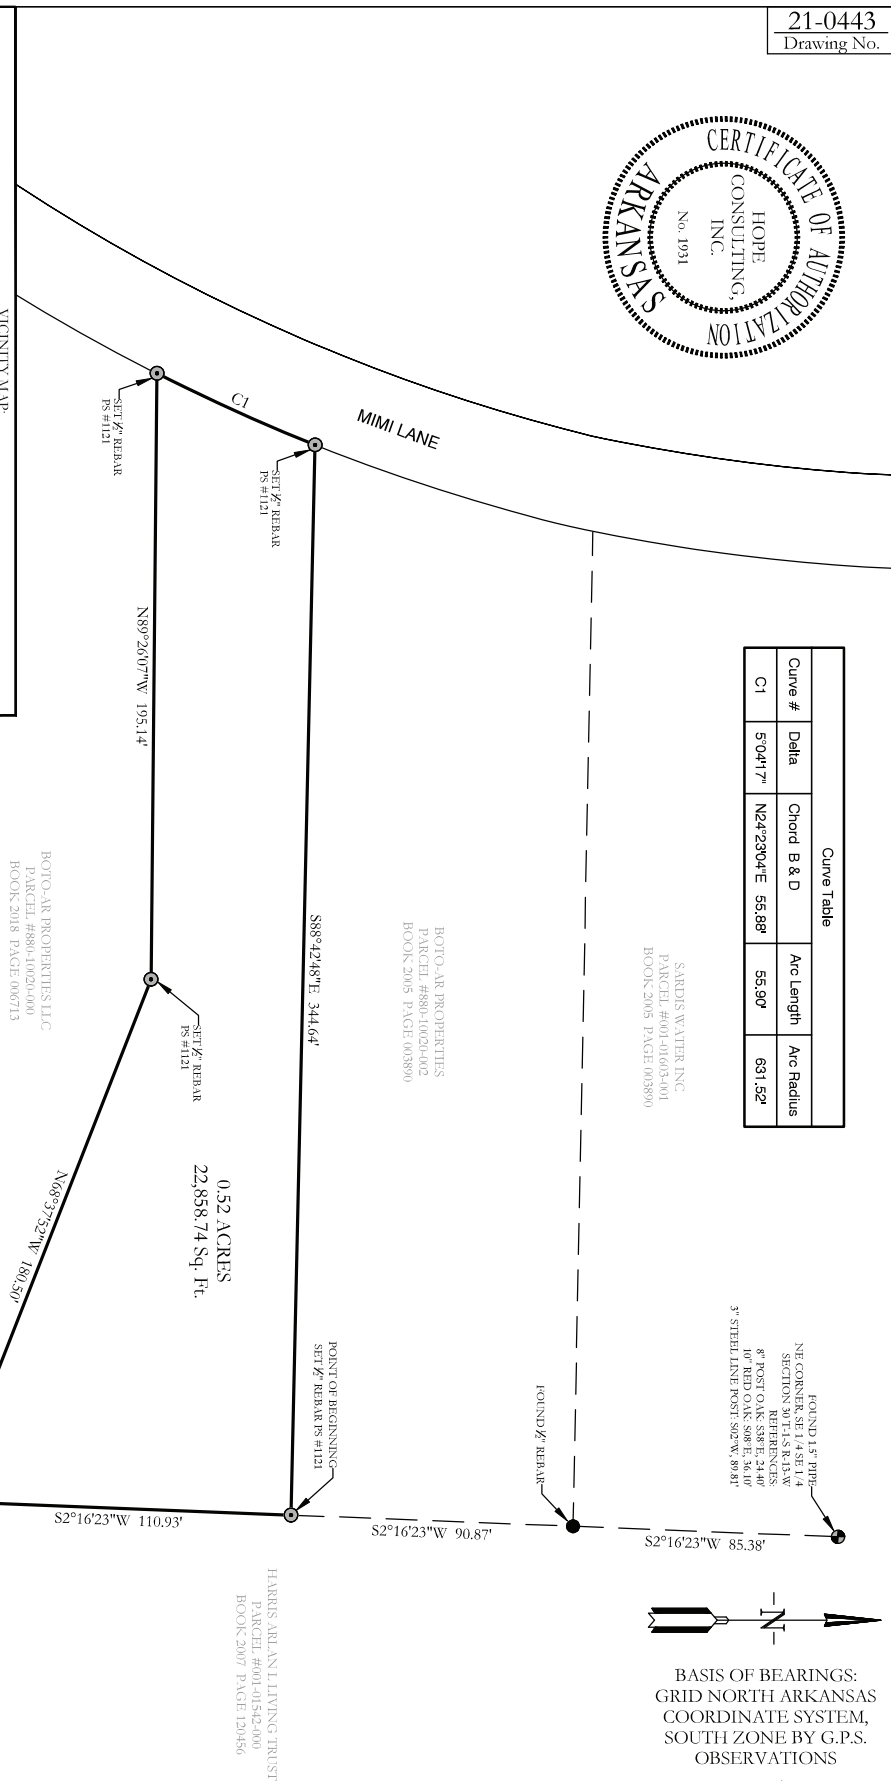 21-0443
Drawing No.
CERTIFICATE OF AUTHORIZATION
ARKANSAS
HOPE
CONSULTING,
INC.
No. 1931
VICINITY MAP:
MIMI LANE
C1
SET ½" REBAR
PS #1121
SET ½" REBAR
PS #1121
N89°26'07"W 195.14'
S88°42'48"E 344.64'
SET ½" REBAR
PS #1121
N68°37'52"W 180.50'
0.52 ACRES
22,858.74 Sq. Ft.
Curve Table
Curve # Delta Chord B & D Arc Length Arc Radius
C1 5°04'17" N24°23'04"E 55.88' 55.90' 631.52'
SARDIS WATER INC
PARCEL #001-01603-001
BOOK 2005 PAGE 003890
BOTO-AR PROPERTIES
PARCEL #880-10020-002
BOOK 2005 PAGE 003890
BOTO-AR PROPERTIES LLC
PARCEL #880-10020-000
BOOK 2018 PAGE 006713
FOUND 1.5" PIPE
NE CORNER, SE 1/4 SE 1/4
SECTION 30 T-1-S R-13-W
REFERENCES:
8" POST OAK: S38°E, 24.40'
10" RED OAK: S08°E, 36.10'
3" STEEL LINE POST: S02°W, 89.81'
FOUND ½" REBAR
POINT OF BEGINNING
SET ½" REBAR PS #1121
S2°16'23"W 110.93'
S2°16'23"W 90.87'
S2°16'23"W 85.38'
HARRIS ARLAN L LIVING TRUST
PARCEL #001-01542-000
BOOK 2007 PAGE 120456
N
BASIS OF BEARINGS:
GRID NORTH ARKANSAS
COORDINATE SYSTEM,
SOUTH ZONE BY G.P.S.
OBSERVATIONS